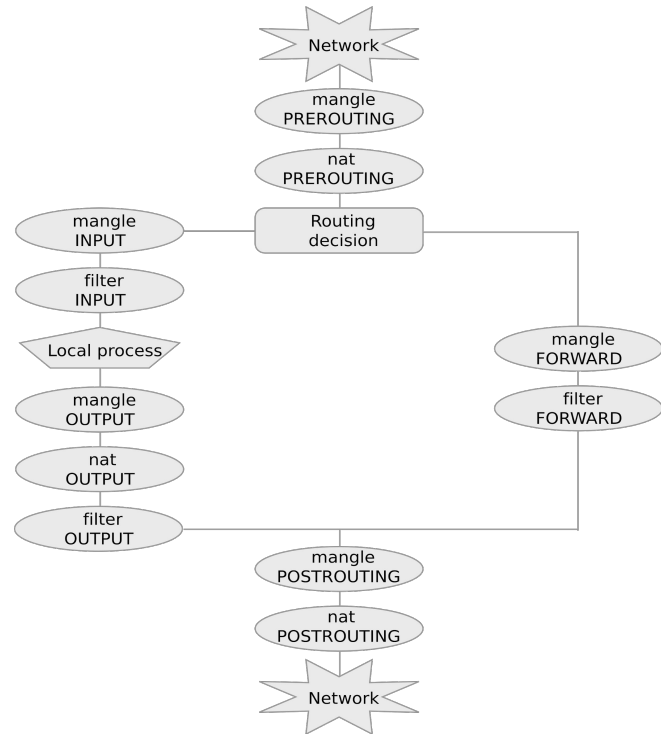 Network
mangle
PREROUTING
nat
PREROUTING
Routing
decision
mangle
INPUT
filter
INPUT
Local process
mangle
OUTPUT
nat
OUTPUT
filter
OUTPUT
mangle
FORWARD
filter
FORWARD
mangle
POSTROUTING
nat
POSTROUTING
Network